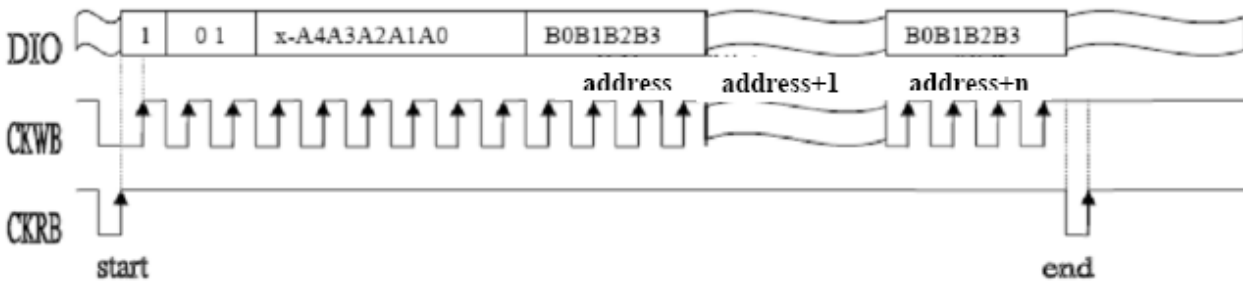 DIO 1 0 1 x-A4A3A2A1A0 B0B1B2B3 B0B1B2B3
address address+1 address+n
CKWB
CKRB
start end